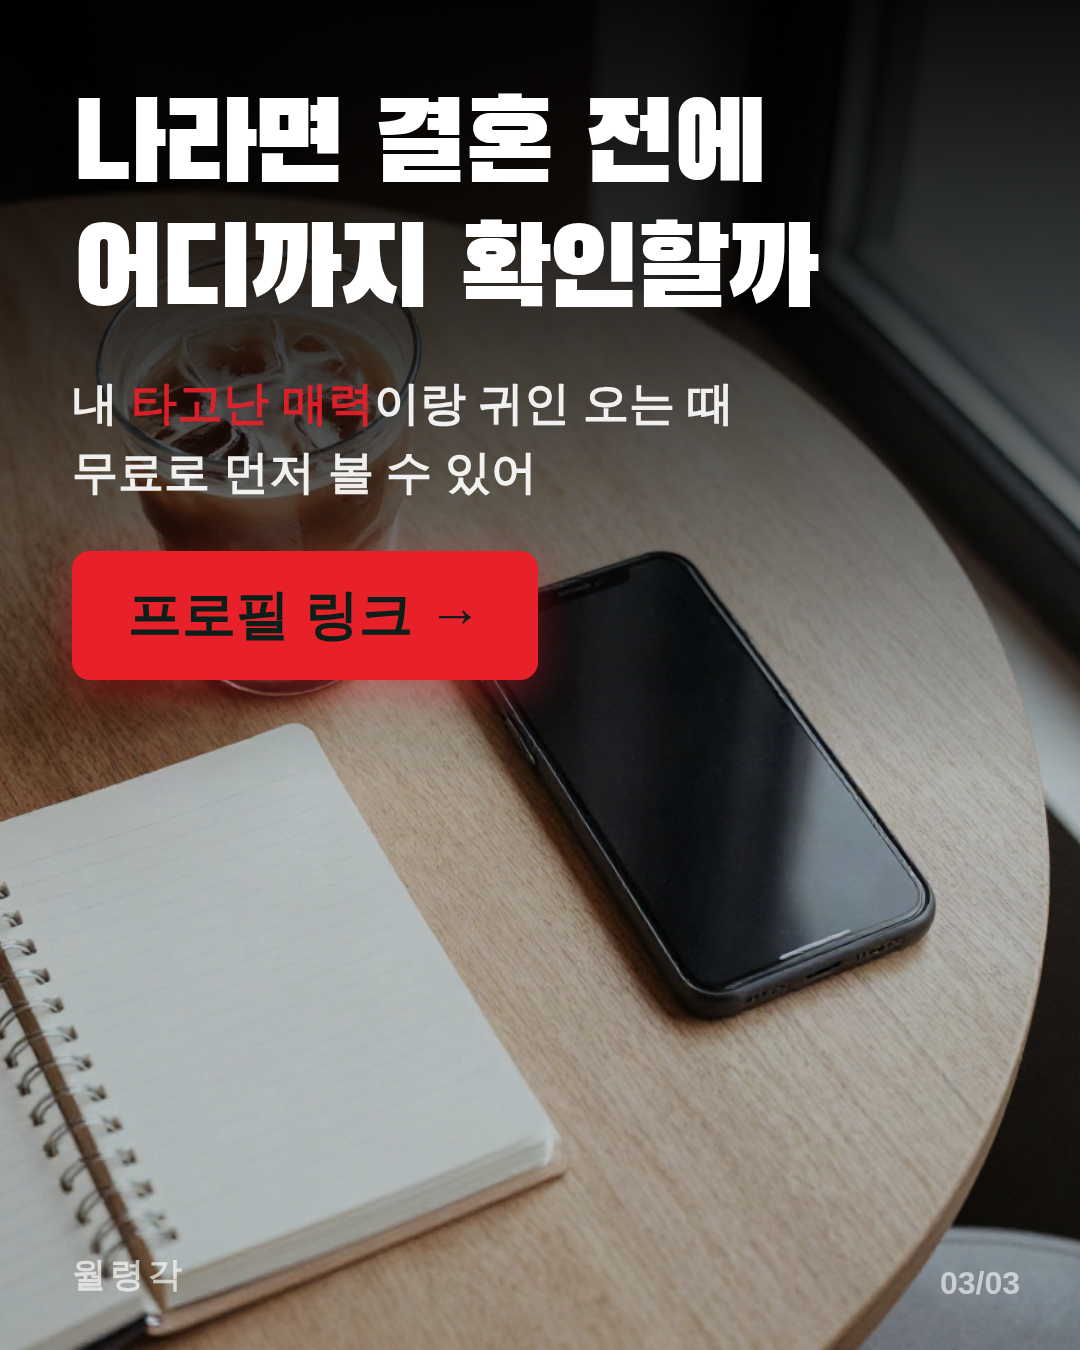 나라면 결혼 전에
어디까지 확인할까
내 타고난 매력이랑 귀인 오는 때
무료로 먼저 볼 수 있어
프로필 링크 →
월령각
03/03